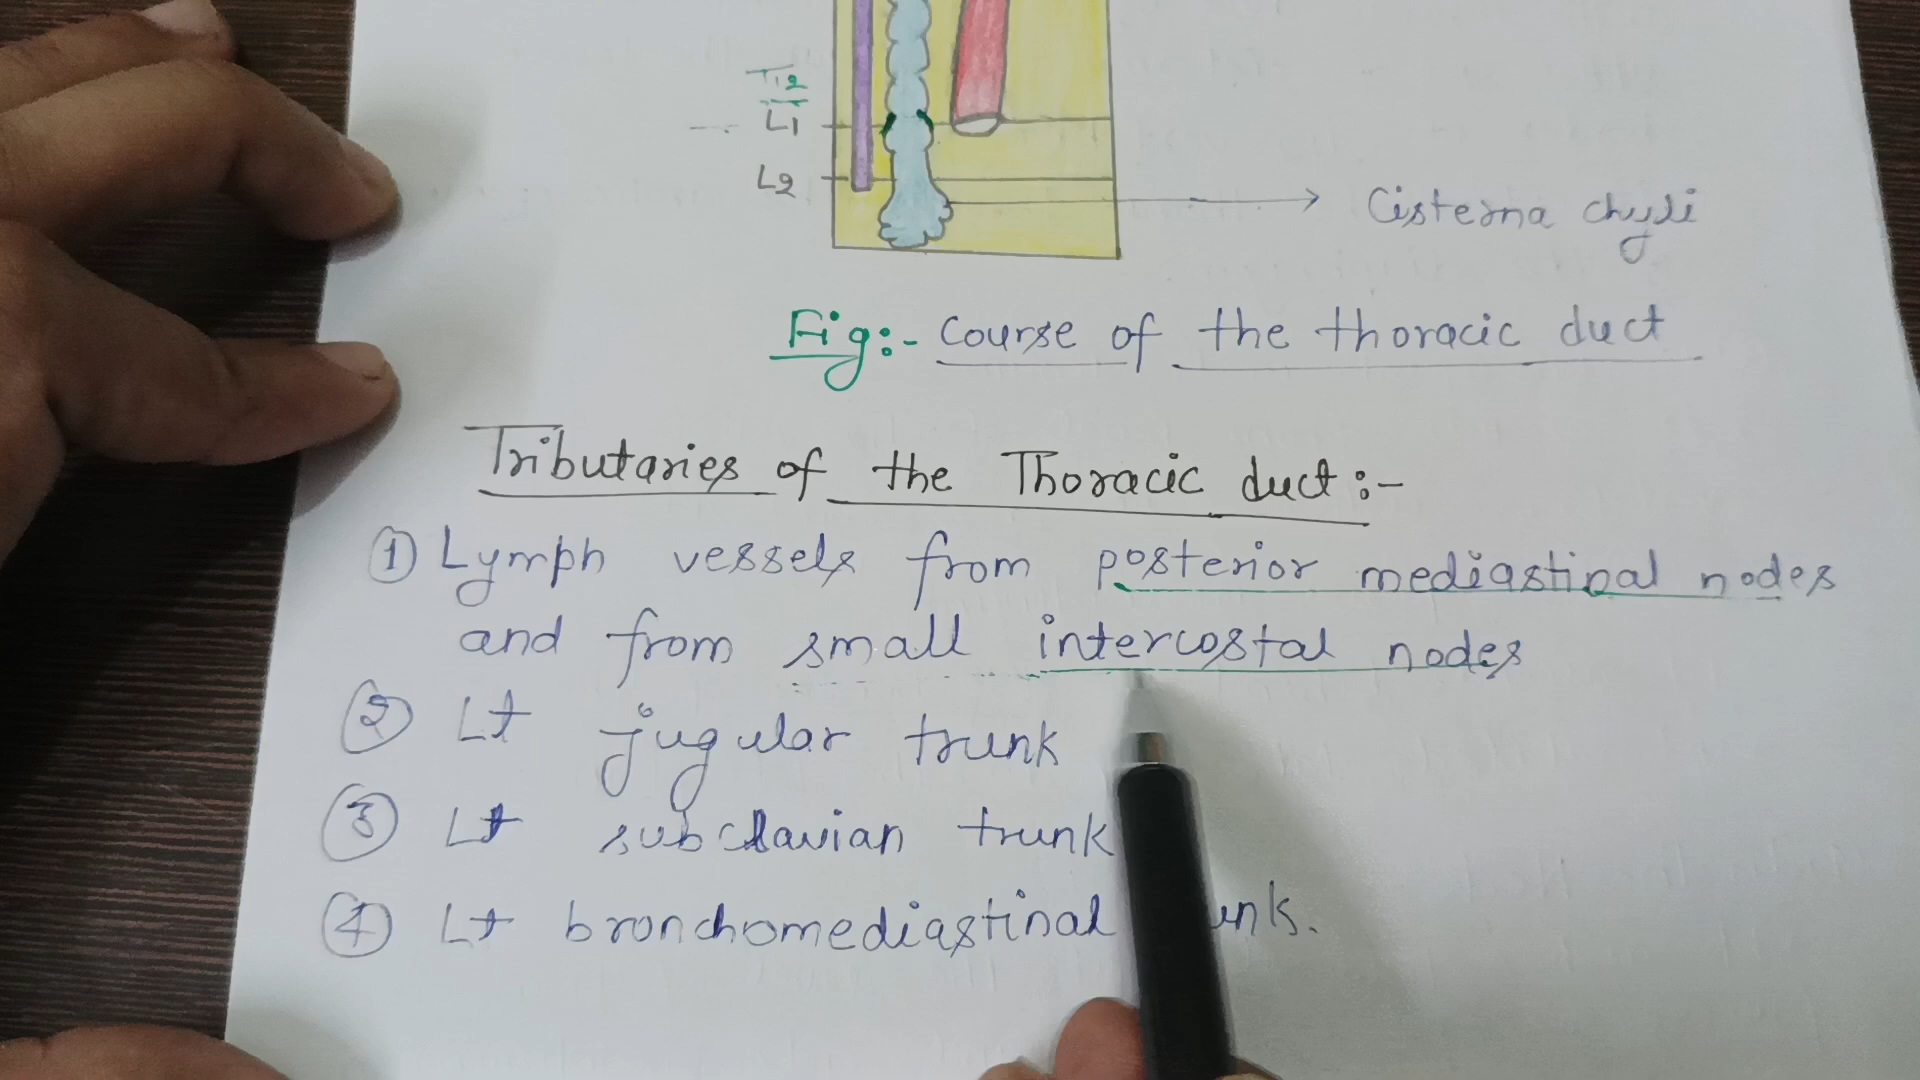 T12
L1
L2
Cisterna chyli
Fig:- Course of the thoracic duct
Tributaries of the Thoracic duct :-
① Lymph vessels from posterior mediastinal nodes
and from small intercostal nodes
② Lt jugular trunk
③ Lt subclavian trunk
④ Lt bronchomediastinal unk.